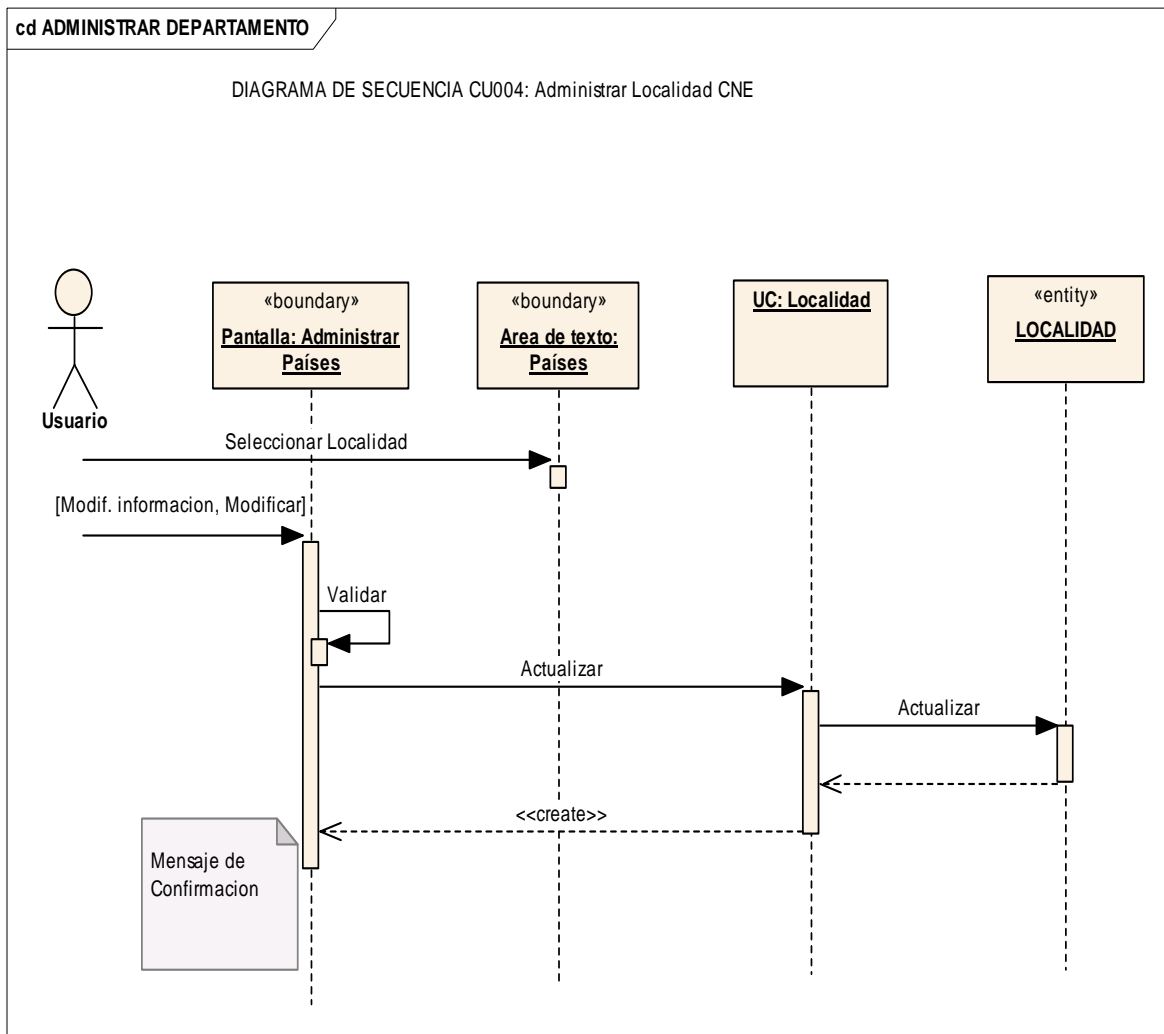 cd ADMINISTRAR DEPARTAMENTO
DIAGRAMA DE SECUENCIA CU004: Administrar Localidad CNE
Usuario
«boundary»
Pantalla: Administrar
Países
«boundary»
Area de texto:
Países
UC: Localidad
«entity»
LOCALIDAD
Seleccionar Localidad
[Modif. informacion, Modificar]
Validar
Actualizar
Actualizar
<<create>>
Mensaje de
Confirmacion